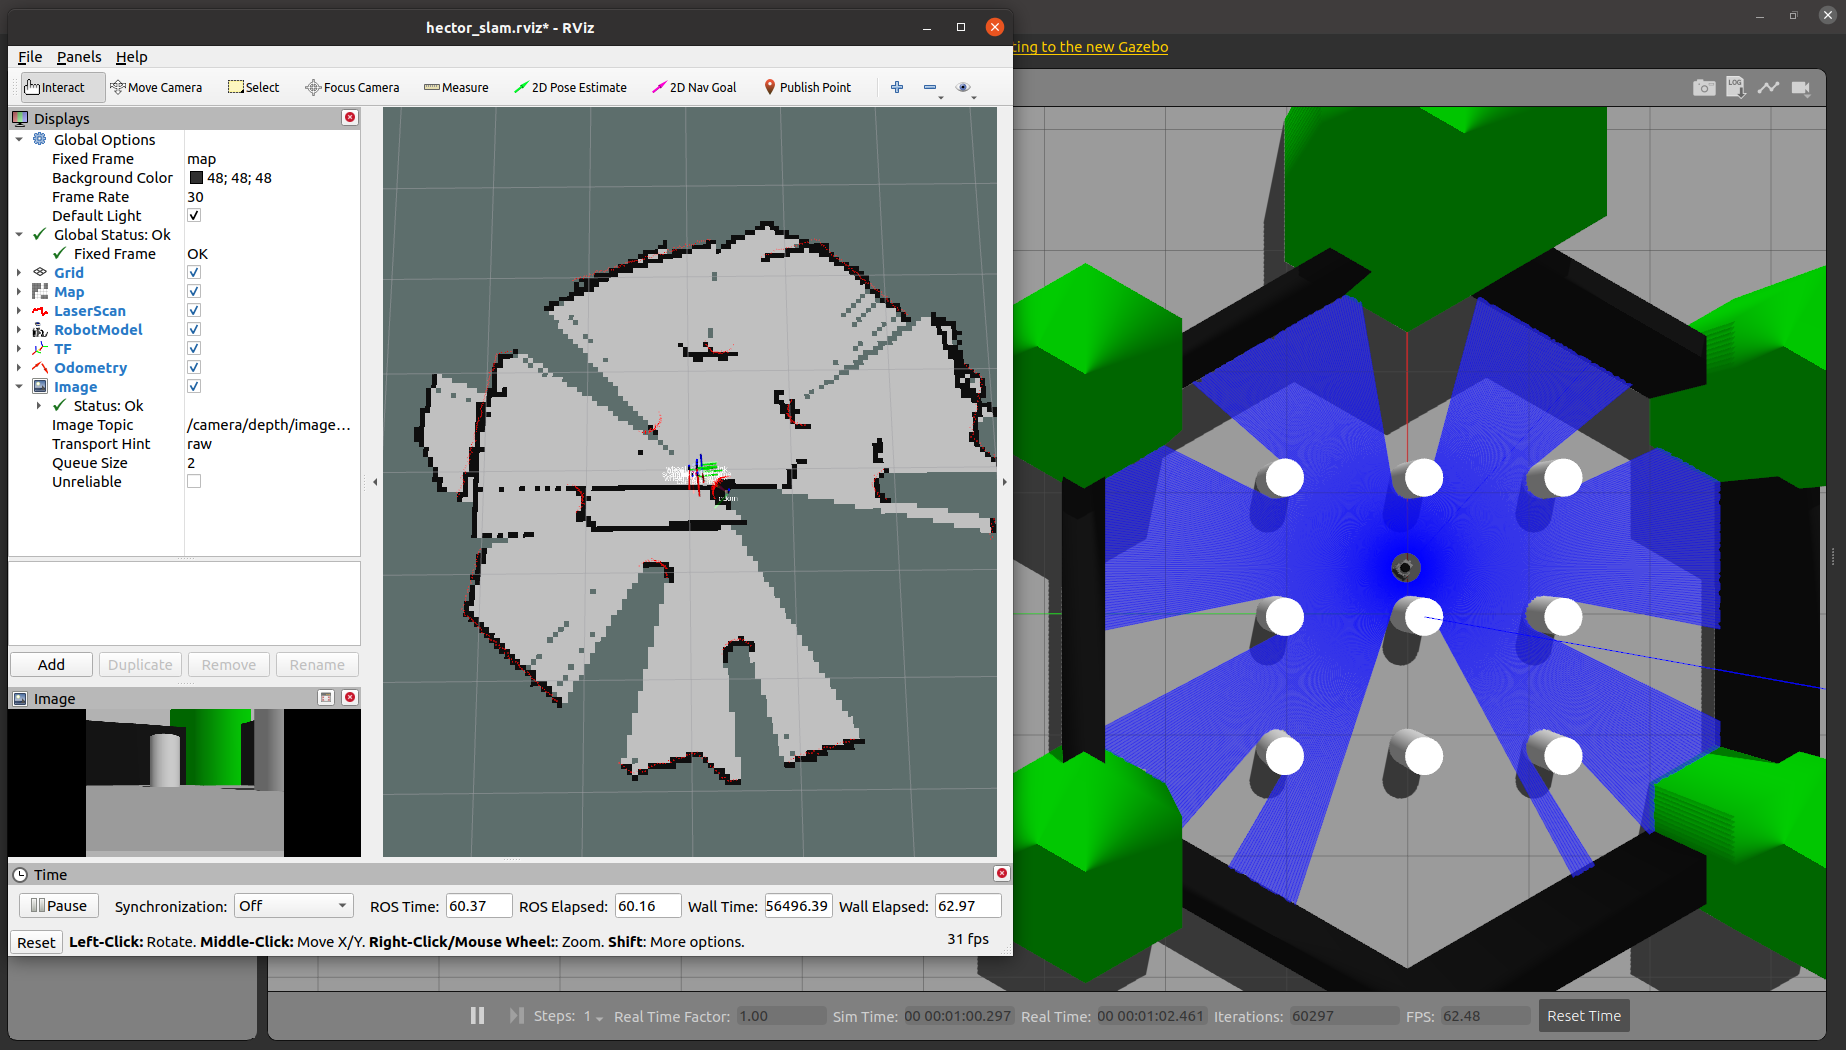 hector_slam.rviz* - RViz
ting to the new Gazebo
File Panels Help
Interact Move Camera Select Focus Camera Measure 2D Pose Estimate 2D Nav Goal Publish Point
LOG
Displays
Global Options
Fixed Frame map
Background Color 48; 48; 48
Frame Rate 30
Default Light
Global Status: Ok
Fixed Frame OK
Grid
Map
LaserScan
RobotModel
TF
Odometry
Image
Status: Ok
Image Topic /camera/depth/image...
Transport Hint raw
Queue Size 2
Unreliable
Add Duplicate Remove Rename
Image
Time
Pause Synchronization: Off ROS Time: 60.37 ROS Elapsed: 60.16 Wall Time: 56496.39 Wall Elapsed: 62.97
Reset Left-Click: Rotate. Middle-Click: Move X/Y. Right-Click/Mouse Wheel:: Zoom. Shift: More options. 31 fps
Steps: 1 Real Time Factor: 1.00 Sim Time: 00 00:01:00.297 Real Time: 00 00:01:02.461 Iterations: 60297 FPS: 62.48 Reset Time